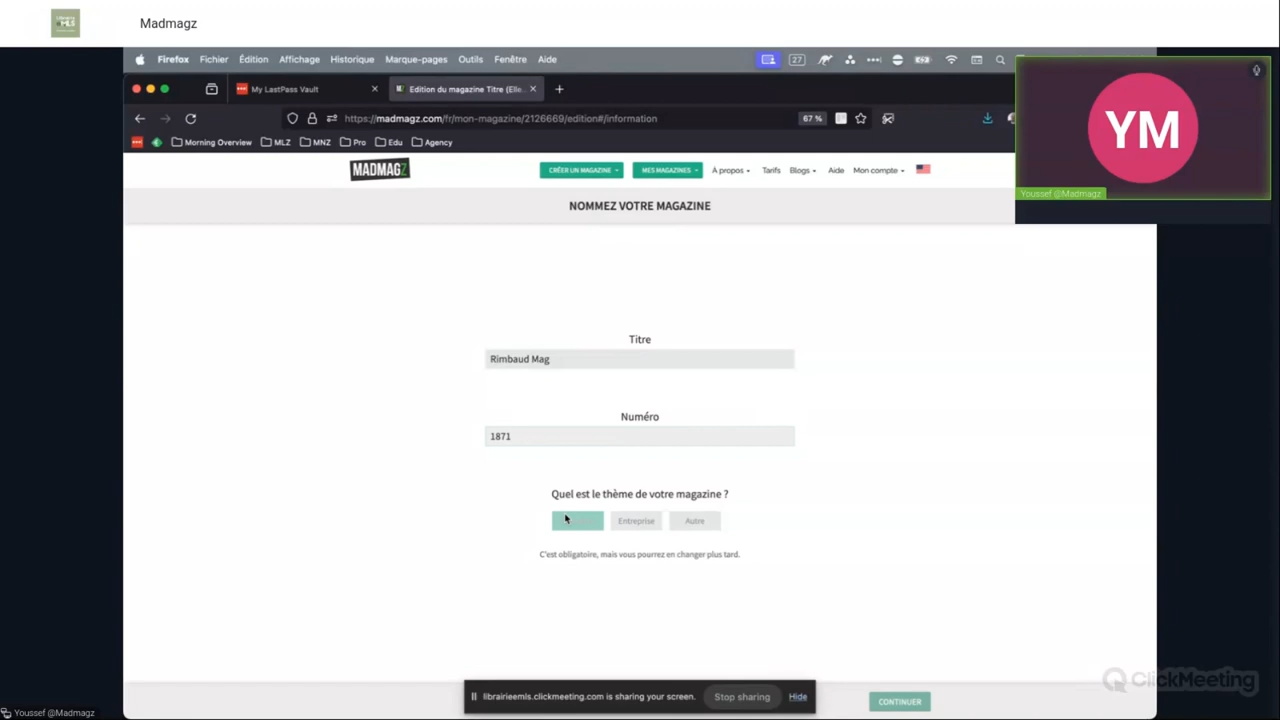 Librairie
MLS
Madmagz
Firefox Fichier Édition Affichage Historique Marque-pages Outils Fenêtre Aide
27
My LastPass Vault
Edition du magazine Titre (Elle…
https://madmagz.com/fr/mon-magazine/2126669/edition#/information
67 %
Morning Overview MLZ MNZ Pro Edu Agency
YM
Youssef @Madmagz
MADMAGZ
CRÉER UN MAGAZINE MES MAGAZINES À propos Tarifs Blogs Aide Mon compte
NOMMEZ VOTRE MAGAZINE
Titre
Rimbaud Mag
Numéro
1871
Quel est le thème de votre magazine ?
Entreprise Autre
C'est obligatoire, mais vous pourrez en changer plus tard.
librairieemls.clickmeeting.com is sharing your screen. Stop sharing Hide
CONTINUER
ClickMeeting
Youssef @Madmagz